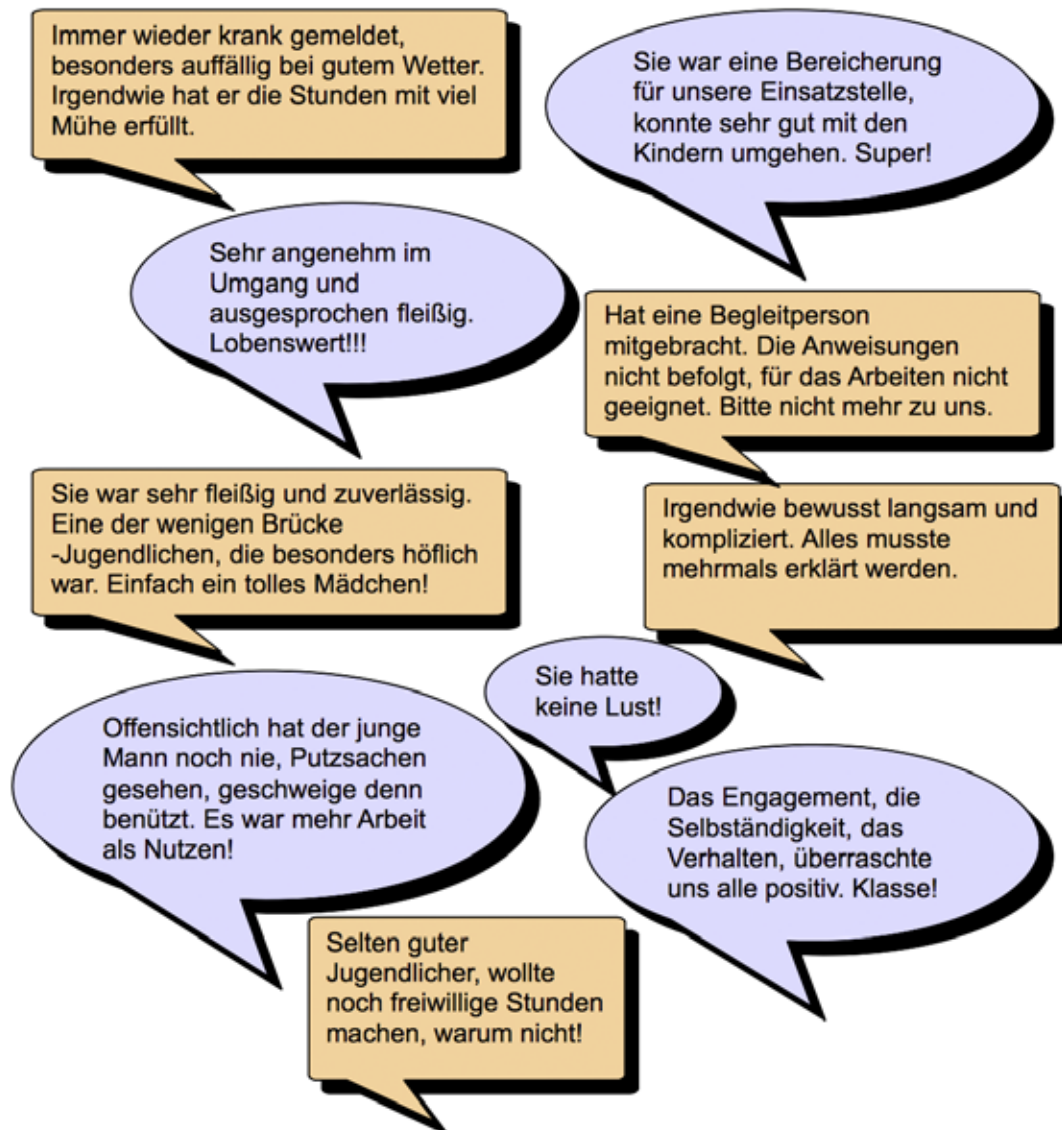 Immer wieder krank gemeldet,
besonders auffällig bei gutem Wetter.
Irgendwie hat er die Stunden mit viel
Mühe erfüllt.
Sie war eine Bereicherung
für unsere Einsatzstelle,
konnte sehr gut mit den
Kindern umgehen. Super!
Sehr angenehm im
Umgang und
ausgesprochen fleißig.
Lobenswert!!!
Hat eine Begleitperson
mitgebracht. Die Anweisungen
nicht befolgt, für das Arbeiten nicht
geeignet. Bitte nicht mehr zu uns.
Sie war sehr fleißig und zuverlässig.
Eine der wenigen Brücke
-Jugendlichen, die besonders höflich
war. Einfach ein tolles Mädchen!
Irgendwie bewusst langsam und
kompliziert. Alles musste
mehrmals erklärt werden.
Sie hatte
keine Lust!
Offensichtlich hat der junge
Mann noch nie, Putzsachen
gesehen, geschweige denn
benützt. Es war mehr Arbeit
als Nutzen!
Das Engagement, die
Selbständigkeit, das
Verhalten, überraschte
uns alle positiv. Klasse!
Selten guter
Jugendlicher, wollte
noch freiwillige Stunden
machen, warum nicht!